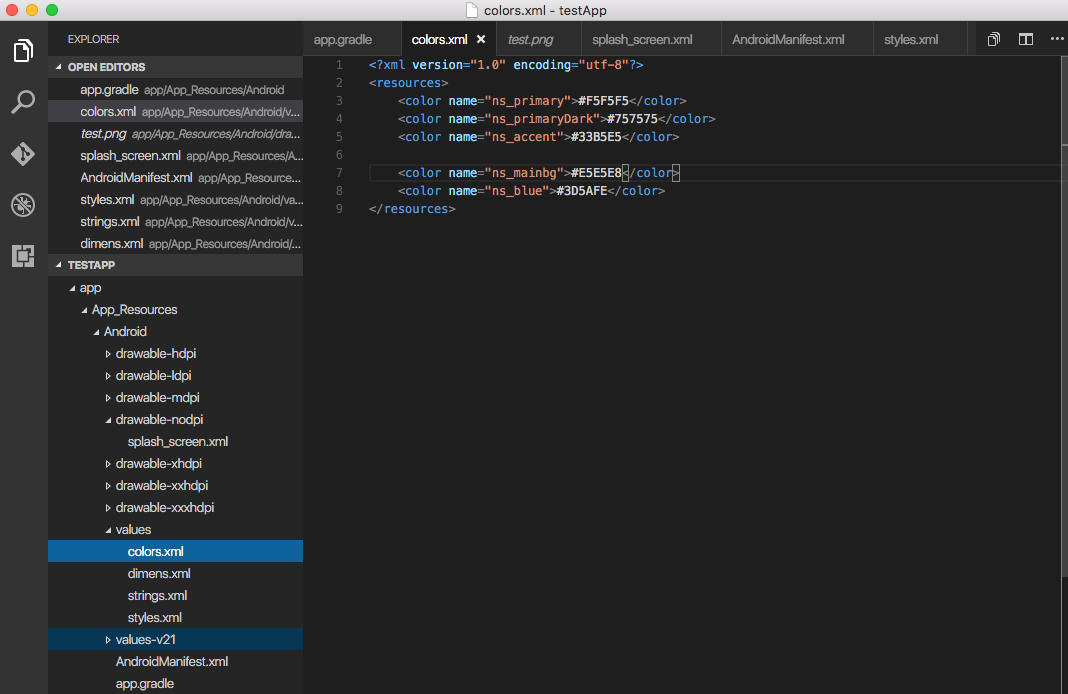 colors.xml - testApp
EXPLORER
OPEN EDITORS
app.gradle app/App_Resources/Android
colors.xml app/App_Resources/Android/v...
test.png app/App_Resources/Android/dra...
splash_screen.xml app/App_Resources/A...
AndroidManifest.xml app/App_Resource...
styles.xml app/App_Resources/Android/va...
strings.xml app/App_Resources/Android/v...
dimens.xml app/App_Resources/Android/...
TESTAPP
app
App_Resources
Android
drawable-hdpi
drawable-ldpi
drawable-mdpi
drawable-nodpi
splash_screen.xml
drawable-xhdpi
drawable-xxhdpi
drawable-xxxhdpi
values
colors.xml
dimens.xml
strings.xml
styles.xml
values-v21
AndroidManifest.xml
app.gradle
app.gradle colors.xml test.png splash_screen.xml AndroidManifest.xml styles.xml
1 <?xml version="1.0" encoding="utf-8"?>
2 <resources>
3 <color name="ns_primary">#F5F5F5</color>
4 <color name="ns_primaryDark">#757575</color>
5 <color name="ns_accent">#33B5E5</color>
6
7 <color name="ns_mainbg">#E5E5E8</color>
8 <color name="ns_blue">#3D5AFE</color>
9 </resources>